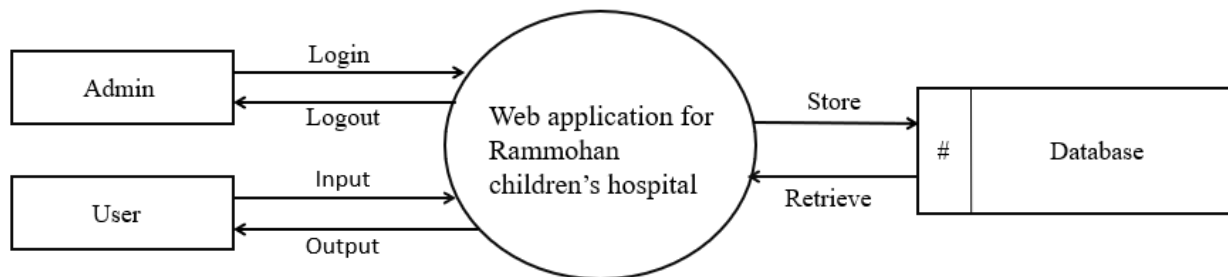 Login
Admin
Logout
Input
User
Output
Web application for
Rammohan
children's hospital
Store
Retrieve
#
Database